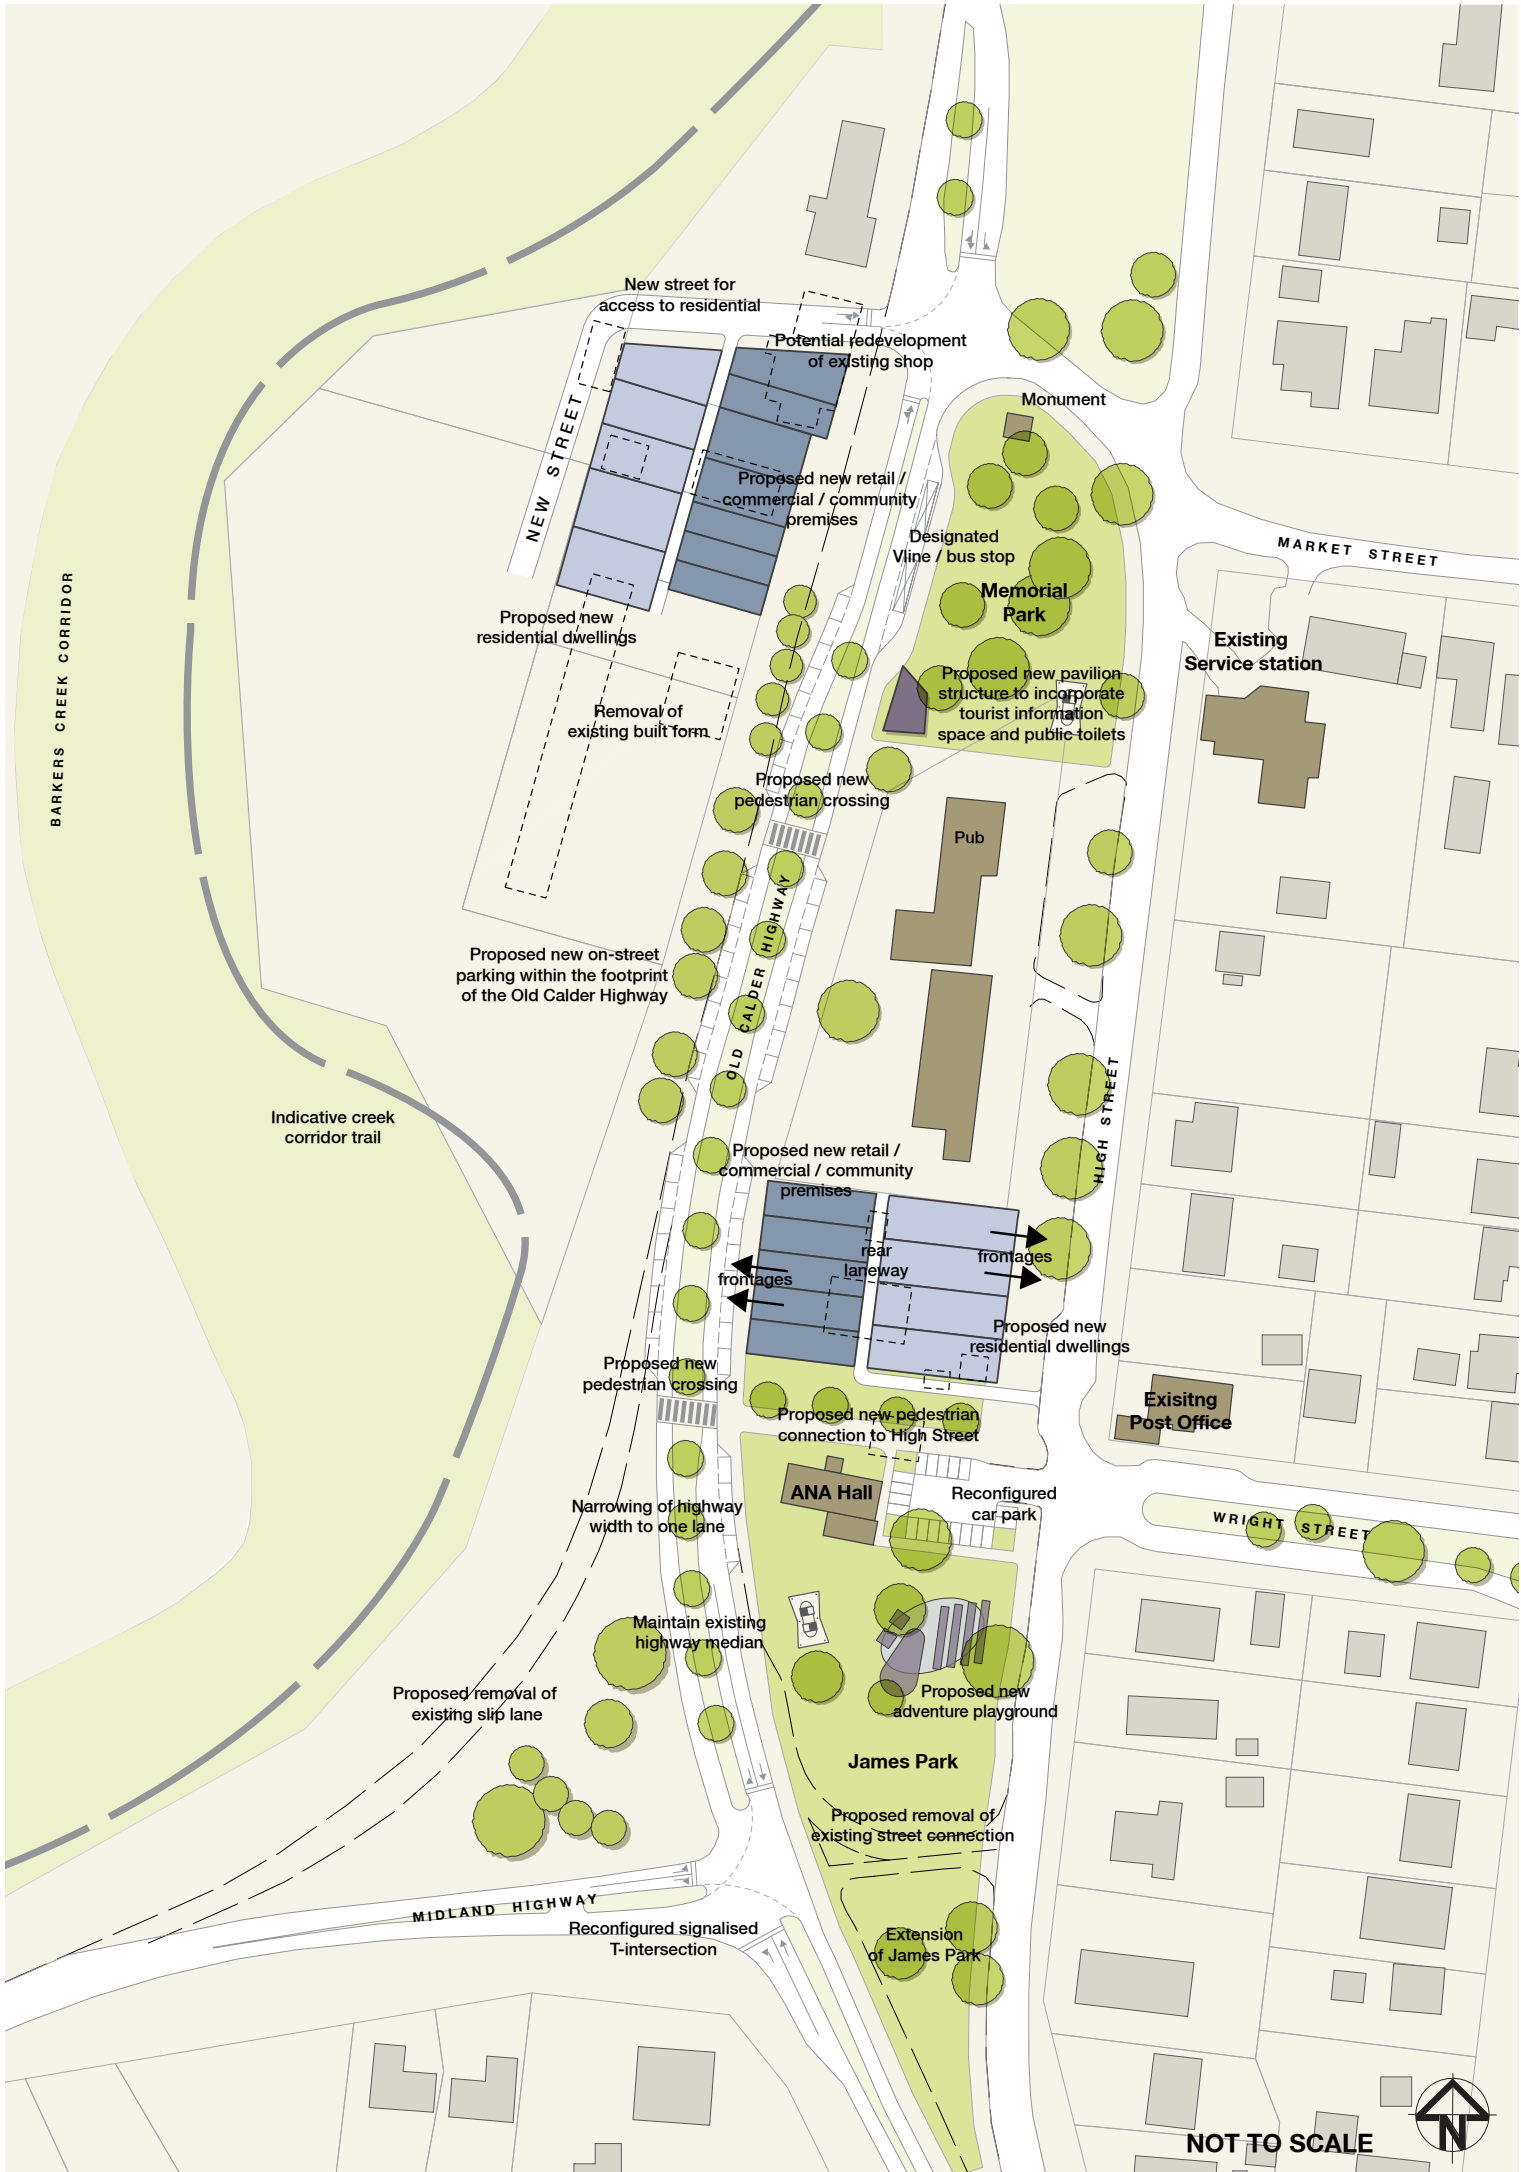 New street for
access to residential
Potential redevelopment
of existing shop
Monument
NEW STREET
Proposed new retail /
commercial / community
premises
Designated
Vline / bus stop
MARKET STREET
Memorial
Park
BARKERS CREEK CORRIDOR
Proposed new
residential dwellings
Existing
Service station
Proposed new pavilion
structure to incorporate
tourist information
space and public toilets
Removal of
existing built form
Proposed new
pedestrian crossing
Pub
OLD CALDER HIGHWAY
Proposed new on-street
parking within the footprint
of the Old Calder Highway
HIGH STREET
Indicative creek
corridor trail
Proposed new retail /
commercial / community
premises
rear
laneway
frontages
frontages
Proposed new
residential dwellings
Proposed new
pedestrian crossing
Exisitng
Post Office
Proposed new pedestrian
connection to High Street
ANA Hall
Reconfigured
car park
Narrowing of highway
width to one lane
WRIGHT STREET
Maintain existing
highway median
Proposed removal of
existing slip lane
Proposed new
adventure playground
James Park
Proposed removal of
existing street connection
MIDLAND HIGHWAY
Reconfigured signalised
T-intersection
Extension
of James Park
NOT TO SCALE
N